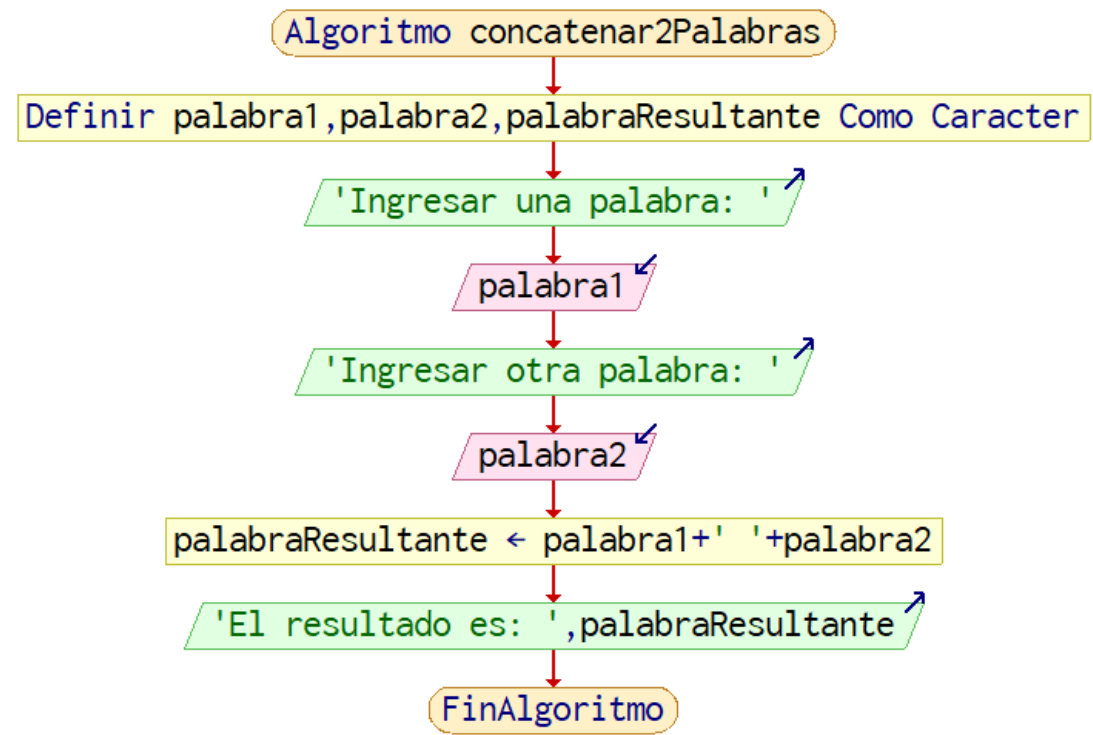 Algoritmo concatenar2Palabras
Definir palabra1,palabra2,palabraResultante Como Caracter
'Ingresar una palabra: '
palabra1
'Ingresar otra palabra: '
palabra2
palabraResultante ← palabra1+' '+palabra2
'El resultado es: ',palabraResultante
FinAlgoritmo